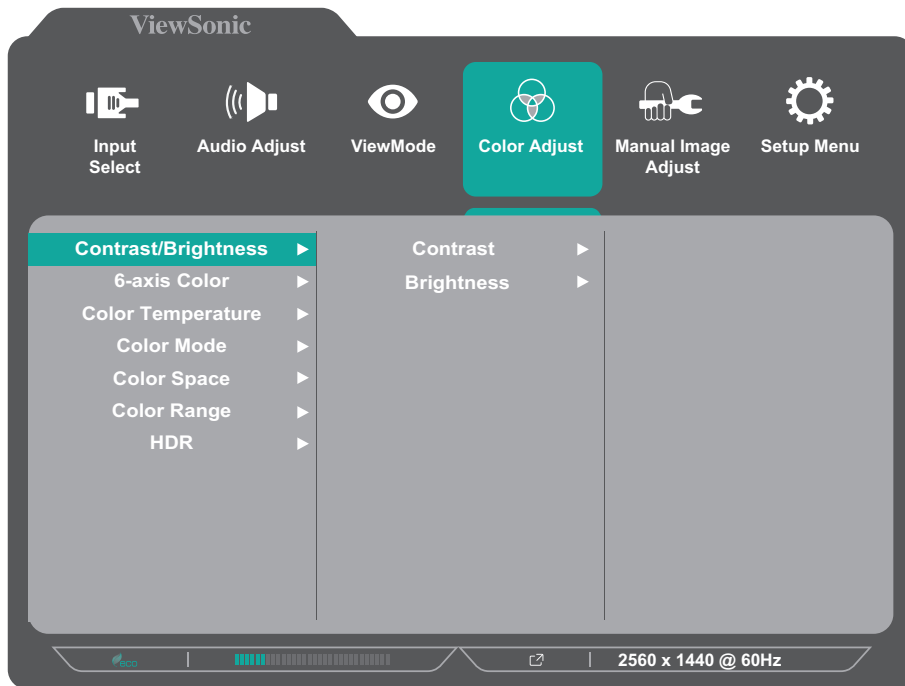 ViewSonic
Input Select
Audio Adjust
ViewMode
Color Adjust
Manual Image Adjust
Setup Menu
Contrast/Brightness
6-axis Color
Color Temperature
Color Mode
Color Space
Color Range
HDR
Contrast
Brightness
eco
2560 x 1440 @ 60Hz